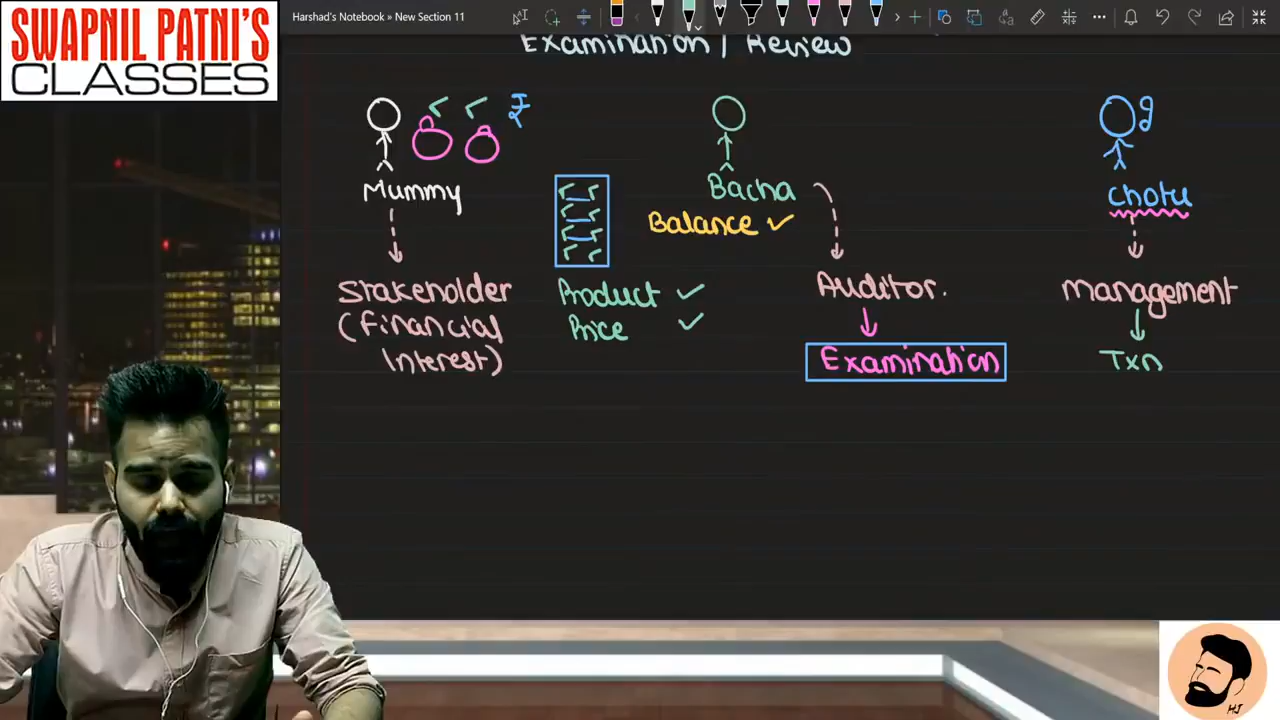 SWAPNIL PATNI'S
CLASSES
Harshad's Notebook » New Section 11
Examination / Review
₹
Mummy
Bacha
Chotu
Balance ✓
Stakeholder
(Financial
Interest)
Product ✓
Price ✓
Auditor.
Management
Examination
Txn
HJ